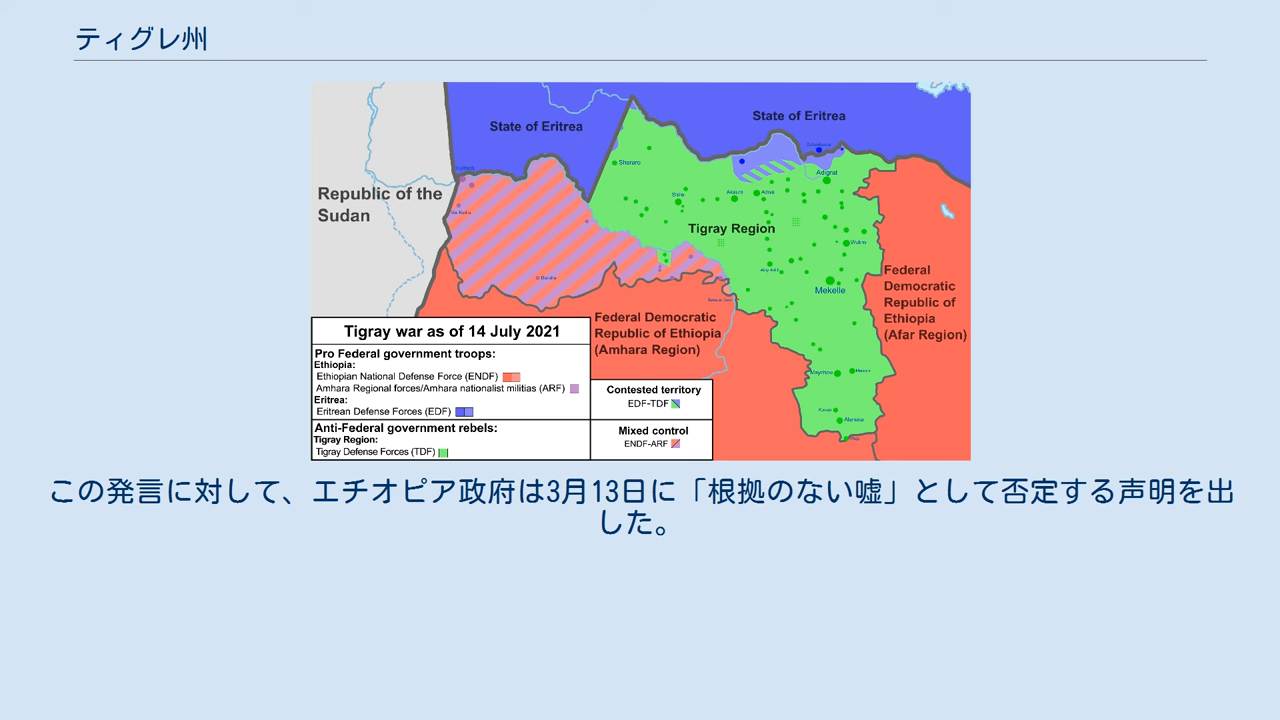 ティグレ州
State of Eritrea
State of Eritrea
Republic of the
Sudan
Sheraro
Adigrat
Shire
Axum
Adwa
Tigray Region
Wukro
Abiy Addi
Mekelle
Federal
Democratic
Republic of
Ethiopia
(Afar Region)
Federal Democratic
Republic of Ethiopia
(Amhara Region)
Maychew
Alamata
Tigray war as of 14 July 2021
Pro Federal government troops:
Ethiopia:
Ethiopian National Defense Force (ENDF)
Amhara Regional forces/Amhara nationalist militias (ARF)
Eritrea:
Eritrean Defense Forces (EDF)
Anti-Federal government rebels:
Tigray Region:
Tigray Defense Forces (TDF)
Contested territory
EDF-TDF
Mixed control
ENDF-ARF
この発言に対して、エチオピア政府は3月13日に「根拠のない嘘」として否定する声明を出
した。